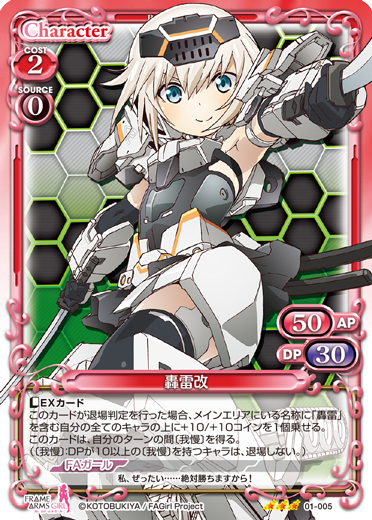 Character
COST
2
SOURCE
0
50 AP
DP 30
轟雷改
EXカード
このカードが退場判定を行った場合、メインエリアにいる名称に「轟雷」
を含む自分の全てのキャラの上に+10/+10コインを1個乗せる。
このカードは、自分のターンの間〔我慢〕を得る。
(〔我慢〕:DPが10以上の〔我慢〕を持つキャラは、退場しない。)
FAガール
私、ぜったい……絶対勝ちますから!
FRAME
ARMS GIRL
©KOTOBUKIYA / FAGirl Project
01-005